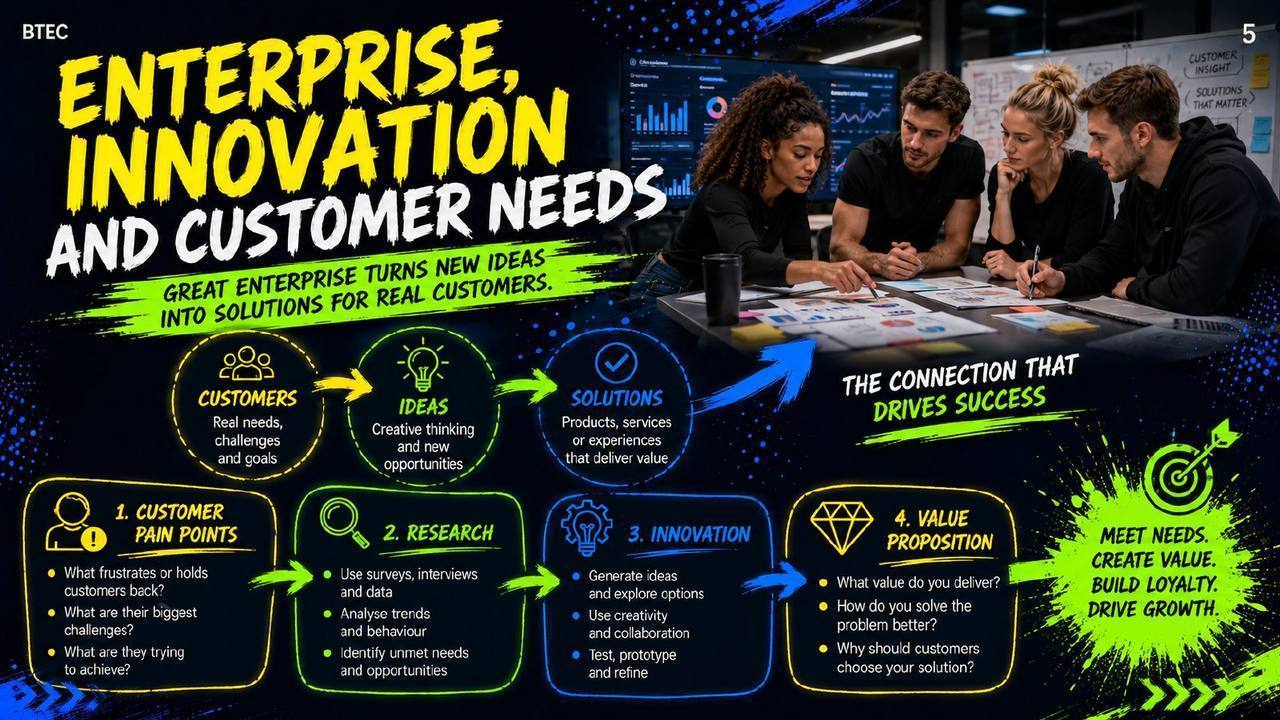 BTEC
5
ENTERPRISE,
INNOVATION
AND CUSTOMER NEEDS
GREAT ENTERPRISE TURNS NEW IDEAS
INTO SOLUTIONS FOR REAL CUSTOMERS.
CUSTOMER
INSIGHT
SOLUTIONS
THAT MATTER
CUSTOMERS
Real needs,
challenges
and goals
IDEAS
Creative thinking
and new
opportunities
SOLUTIONS
Products, services
or experiences
that deliver value
THE CONNECTION THAT
DRIVES SUCCESS
1. CUSTOMER
PAIN POINTS
What frustrates or holds
customers back?
What are their biggest
challenges?
What are they trying
to achieve?
2. RESEARCH
Use surveys, interviews
and data
Analyse trends
and behaviour
Identify unmet needs
and opportunities
3. INNOVATION
Generate ideas
and explore options
Use creativity
and collaboration
Test, prototype
and refine
4. VALUE
PROPOSITION
What value do you deliver?
How do you solve the
problem better?
Why should customers
choose your solution?
MEET NEEDS.
CREATE VALUE.
BUILD LOYALTY.
DRIVE GROWTH.